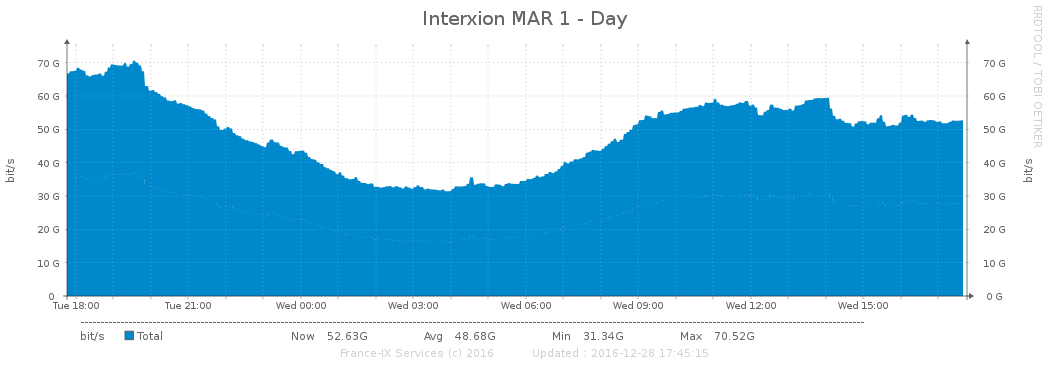 Interxion MAR 1 - Day
RRDTOOL / TOBI OETIKER
bit/s
bit/s
70 G 70 G
60 G 60 G
50 G 50 G
40 G 40 G
30 G 30 G
20 G 20 G
10 G 10 G
0 0 G
Tue 18:00 Tue 21:00 Wed 00:00 Wed 03:00 Wed 06:00 Wed 09:00 Wed 12:00 Wed 15:00
bit/s Total Now 52.63G Avg 48.68G Min 31.34G Max 70.52G
France-IX Services (c) 2016 Updated : 2016-12-28 17:45:15